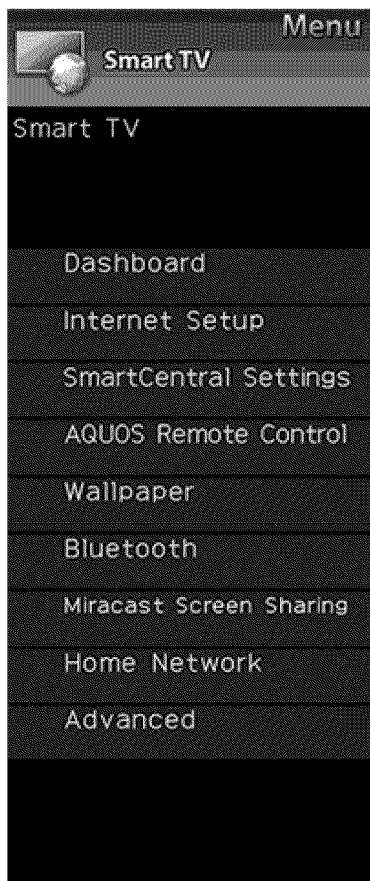 Menu
Smart TV
Smart TV
Dashboard
Internet Setup
SmartCentral Settings
AQUOS Remote Control
Wallpaper
Bluetooth
Miracast Screen Sharing
Home Network
Advanced